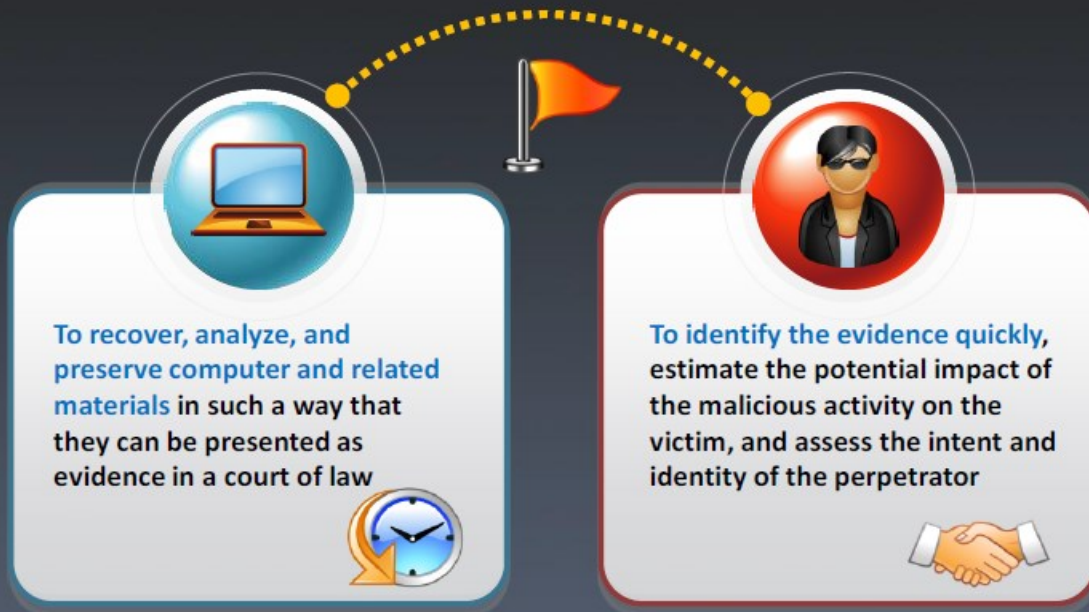 To recover, analyze, and
preserve computer and related
materials in such a way that
they can be presented as
evidence in a court of law
To identify the evidence quickly,
estimate the potential impact of
the malicious activity on the
victim, and assess the intent and
identity of the perpetrator